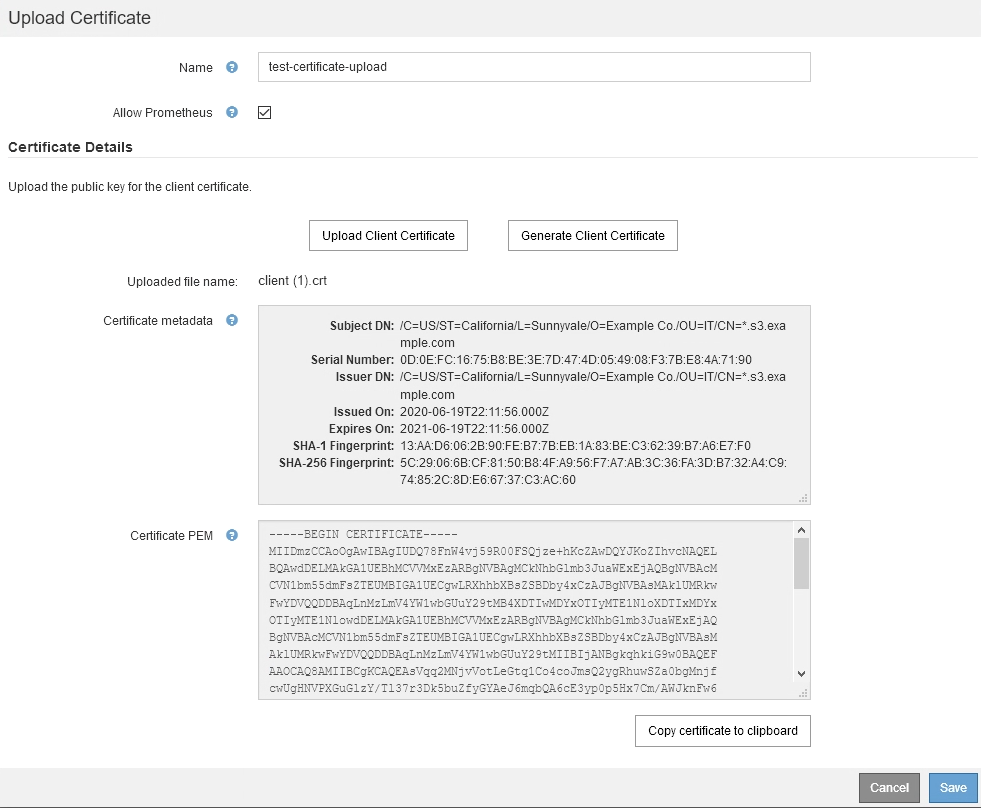 Upload Certificate
Name ? test-certificate-upload
Allow Prometheus ?
Certificate Details
Upload the public key for the client certificate.
Upload Client Certificate Generate Client Certificate
Uploaded file name: client (1).crt
Certificate metadata ?
Subject DN: /C=US/ST=California/L=Sunnyvale/O=Example Co./OU=IT/CN=*.s3.exa
mple.com
Serial Number: 0D:0E:FC:16:75:B8:BE:3E:7D:47:4D:05:49:08:F3:7B:E8:4A:71:90
Issuer DN: /C=US/ST=California/L=Sunnyvale/O=Example Co./OU=IT/CN=*.s3.exa
mple.com
Issued On: 2020-06-19T22:11:56.000Z
Expires On: 2021-06-19T22:11:56.000Z
SHA-1 Fingerprint: 13:AA:D6:06:2B:90:FE:B7:7B:EB:1A:83:BE:C3:62:39:B7:A6:E7:F0
SHA-256 Fingerprint: 5C:29:06:6B:CF:81:50:B8:4F:A9:56:F7:A7:AB:3C:36:FA:3D:B7:32:A4:C9:
74:85:2C:8D:E6:67:37:C3:AC:60
Certificate PEM ?
-----BEGIN CERTIFICATE-----
MIIDmzCCAoOgAwIBAgIUDQ78FnW4vj59R00FSQjze+hKcZAwDQYJKoZIhvcNAQEL
BQAwdDELMAkGA1UEBhMCVVMxEzARBgNVBAgMCkNhbGlmb3JuaWExEjAQBgNVBAcM
CVN1bm55dmFsZTEUMBIGA1UECgwLRXhhbXBsZSBDby4xCzAJBgNVBAsMAklUMRkw
FwYDVQQDDBAqLnMzLmV4YW1wbGUuY29tMB4XDTIwMDYxOTIyMTE1NloXDTIxMDYx
OTIyMTE1NlowdDELMAkGA1UEBhMCVVMxEzARBgNVBAgMCkNhbGlmb3JuaWExEjAQ
BgNVBAcMCVN1bm55dmFsZTEUMBIGA1UECgwLRXhhbXBsZSBDby4xCzAJBgNVBAsM
AklUMRkwFwYDVQQDDBAqLnMzLmV4YW1wbGUuY29tMIIBIjANBgkqhkiG9w0BAQEF
AAOCAQ8AMIIBCgKCAQEAsVqq2MNjvVotLeGtq1Co4coJmsQ2ygRhuwSZa0bgMnjf
cwUgHNVPXGuGlzY/Tl37r3Dk5buZfyGYAeJ6mqbQA6cE3yp0p5Hx7Cm/AWJknFw6
Copy certificate to clipboard
Cancel Save